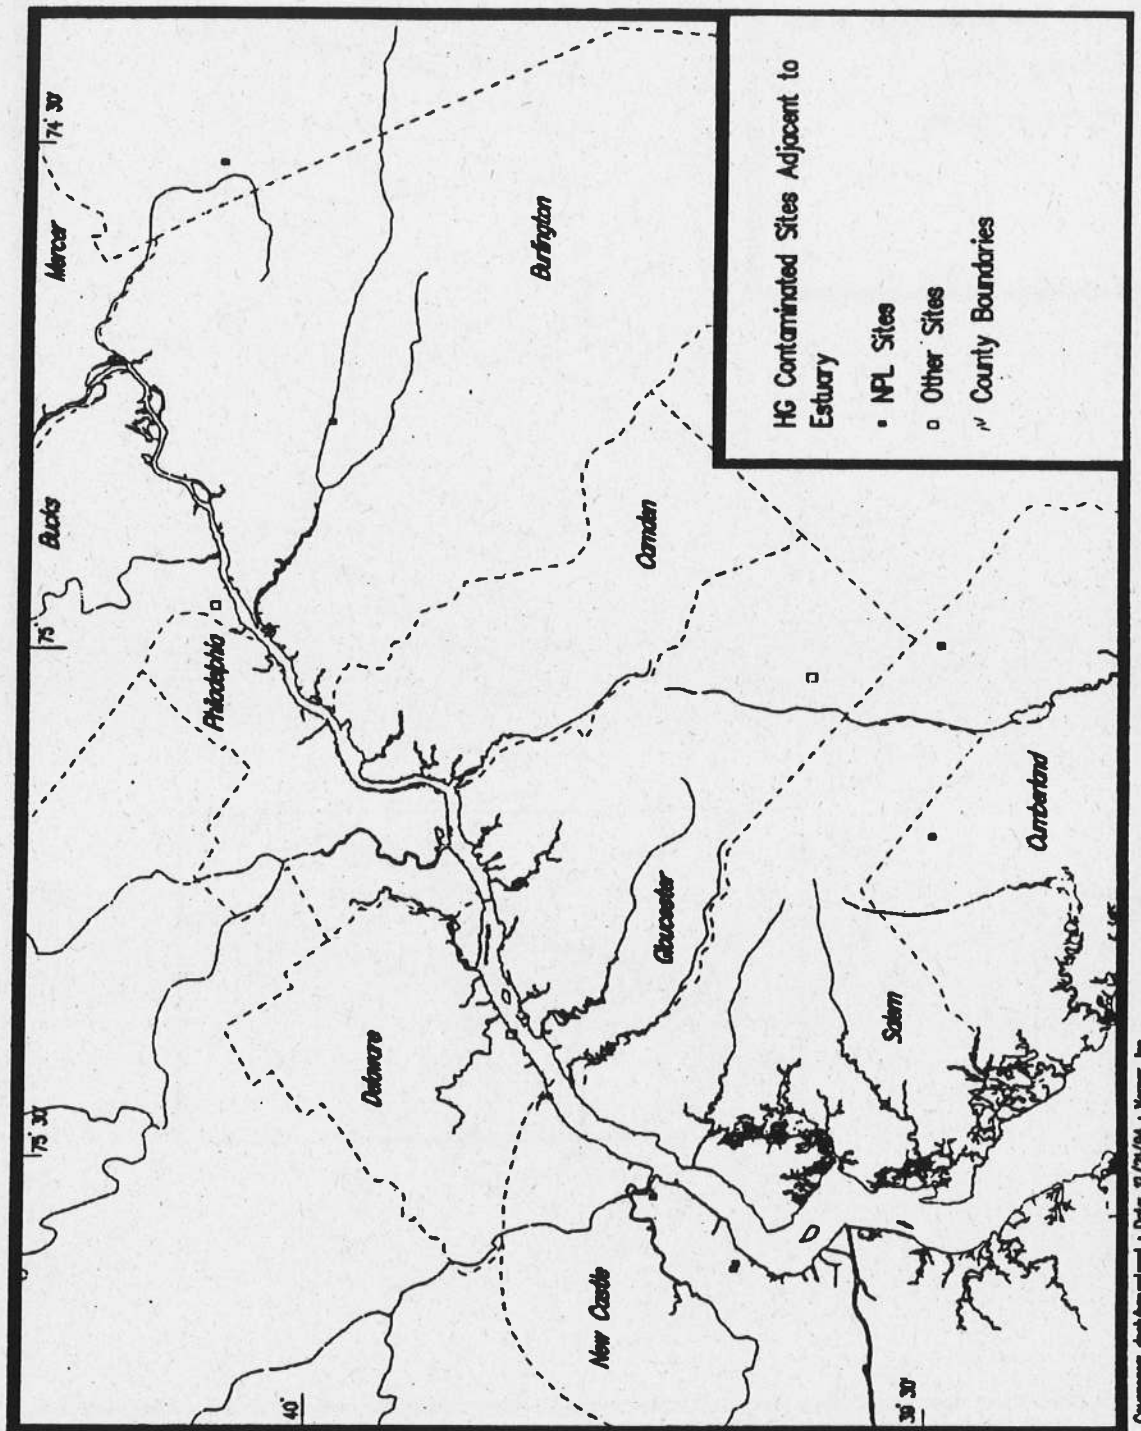 74° 30'
Mercer
Bucks
75°
Philadelphia
Burlington
Camden
Delaware
Gloucester
75° 30'
Salem
Cumberland
New Castle
40°
39° 30'
HG Contaminated Sites Adjacent to
Estuary
NPL Sites
Other Sites
County Boundaries